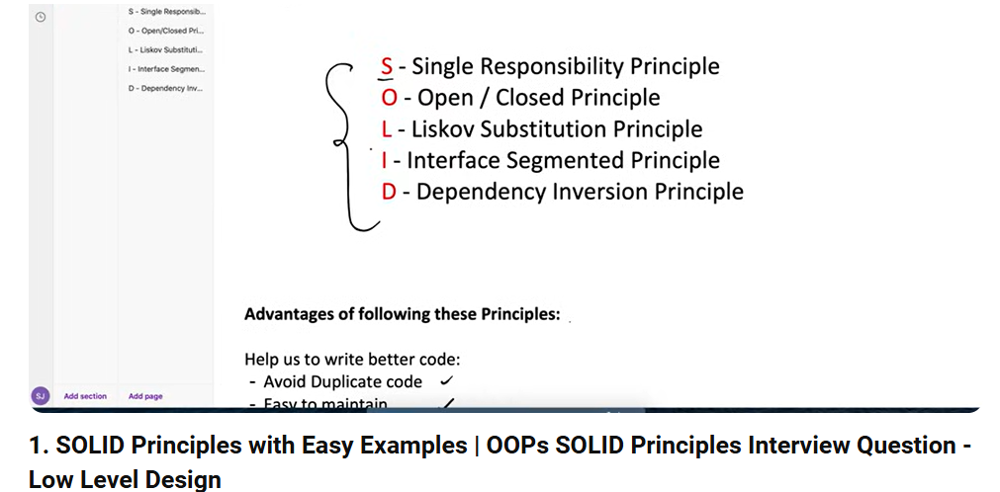 S - Single Responsib...
O - Open/Closed Pri...
L - Liskov Substituti...
I - Interface Segmen...
D - Dependency Inv...
S - Single Responsibility Principle
O - Open / Closed Principle
L - Liskov Substitution Principle
I - Interface Segmented Principle
D - Dependency Inversion Principle
Advantages of following these Principles:
Help us to write better code:
- Avoid Duplicate code
- Easy to maintain
SJ
Add section
Add page
1. SOLID Principles with Easy Examples | OOPs SOLID Principles Interview Question -
Low Level Design